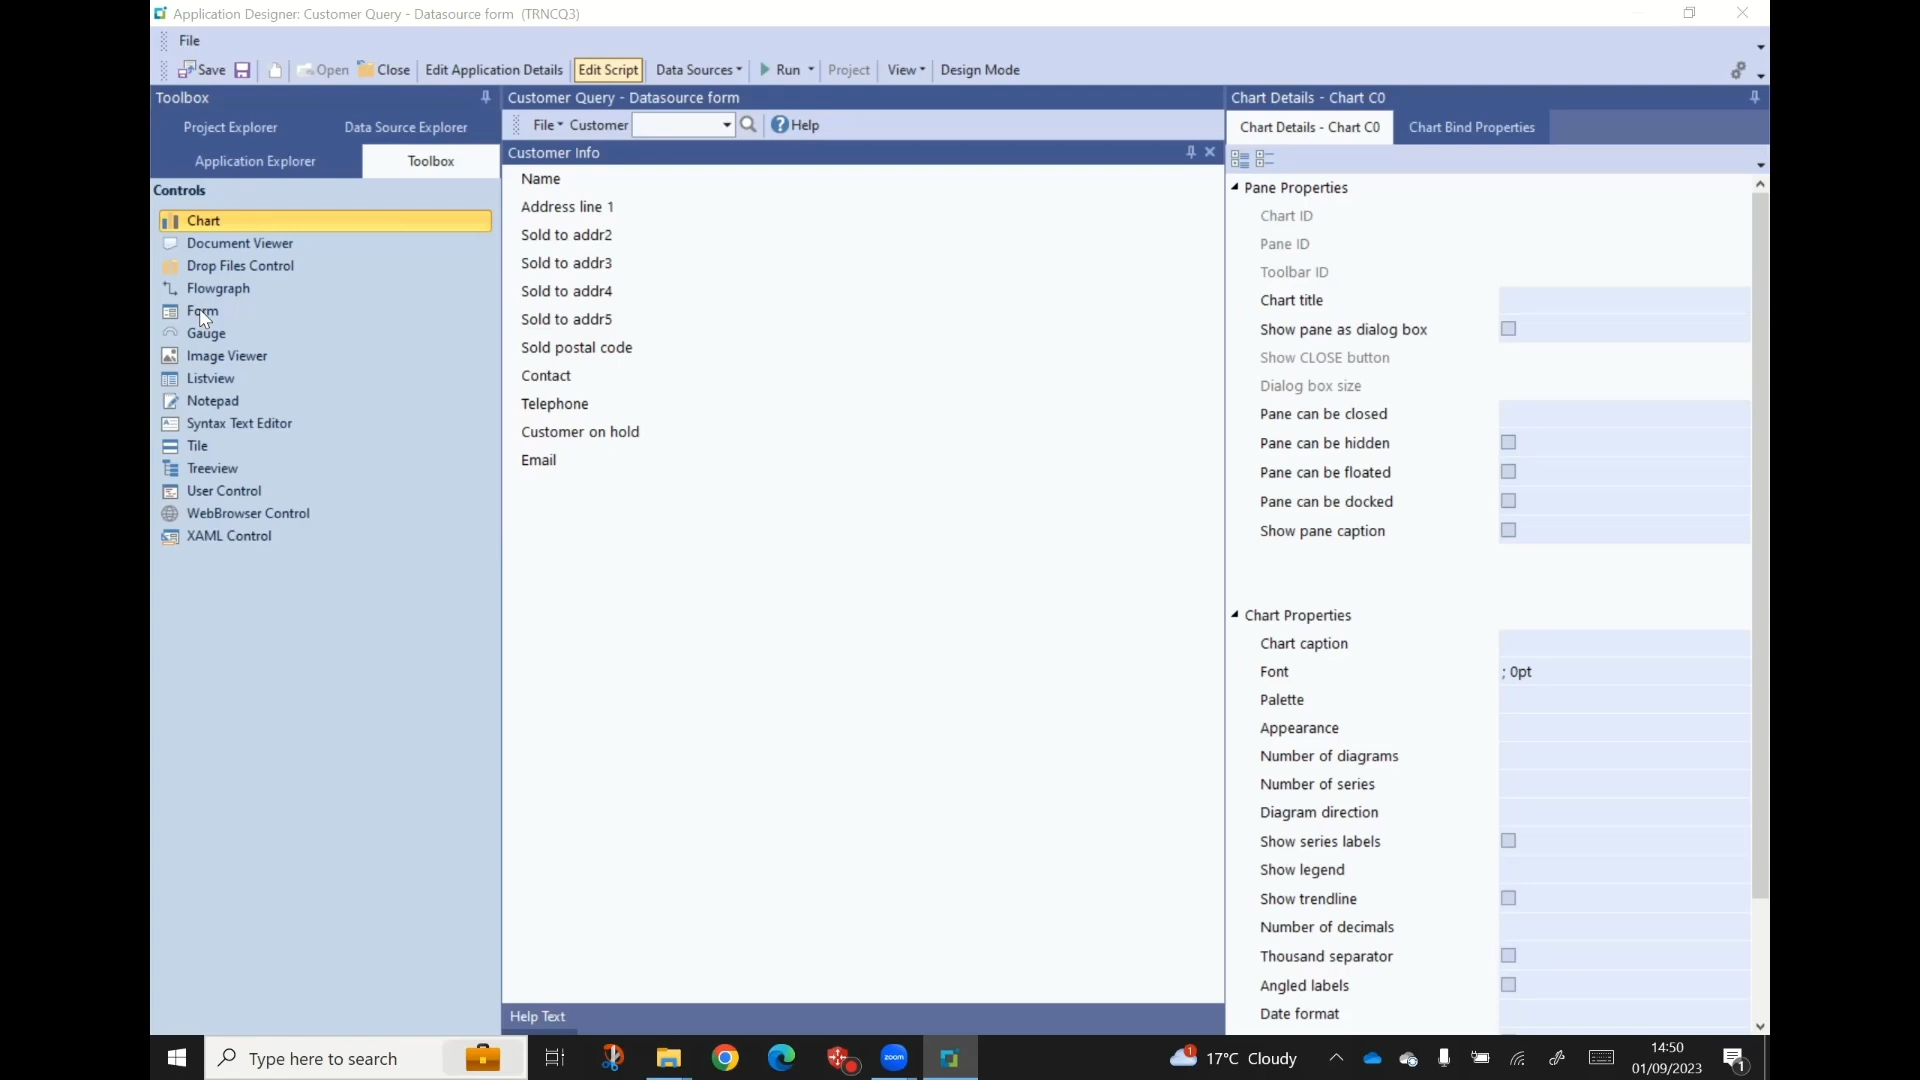 Application Designer: Customer Query - Datasource form (TRNCQ3)
File
Save Open Close Edit Application Details Edit Script Data Sources Run Project View Design Mode
Toolbox
Project Explorer Data Source Explorer
Application Explorer Toolbox
Controls
Chart
Document Viewer
Drop Files Control
Flowgraph
Form
Gauge
Image Viewer
Listview
Notepad
Syntax Text Editor
Tile
Treeview
User Control
WebBrowser Control
XAML Control
Customer Query - Datasource form
File Customer Help
Customer Info
Name
Address line 1
Sold to addr2
Sold to addr3
Sold to addr4
Sold to addr5
Sold postal code
Contact
Telephone
Customer on hold
Email
Help Text
Chart Details - Chart C0
Chart Details - Chart C0 Chart Bind Properties
Pane Properties
Chart ID
Pane ID
Toolbar ID
Chart title
Show pane as dialog box
Show CLOSE button
Dialog box size
Pane can be closed
Pane can be hidden
Pane can be floated
Pane can be docked
Show pane caption
Chart Properties
Chart caption
Font ; 0pt
Palette
Appearance
Number of diagrams
Number of series
Diagram direction
Show series labels
Show legend
Show trendline
Number of decimals
Thousand separator
Angled labels
Date format
Type here to search
zoom
1
17°C Cloudy
14:50
01/09/2023
1